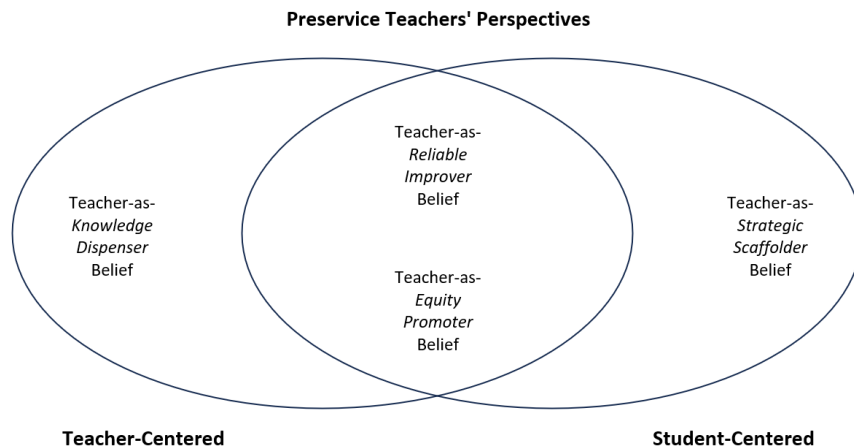 Preservice Teachers' Perspectives
Teacher-as-
Knowledge
Dispenser
Belief
Teacher-as-
Reliable
Improver
Belief
Teacher-as-
Equity
Promoter
Belief
Teacher-as-
Strategic
Scaffolder
Belief
Teacher-Centered
Student-Centered